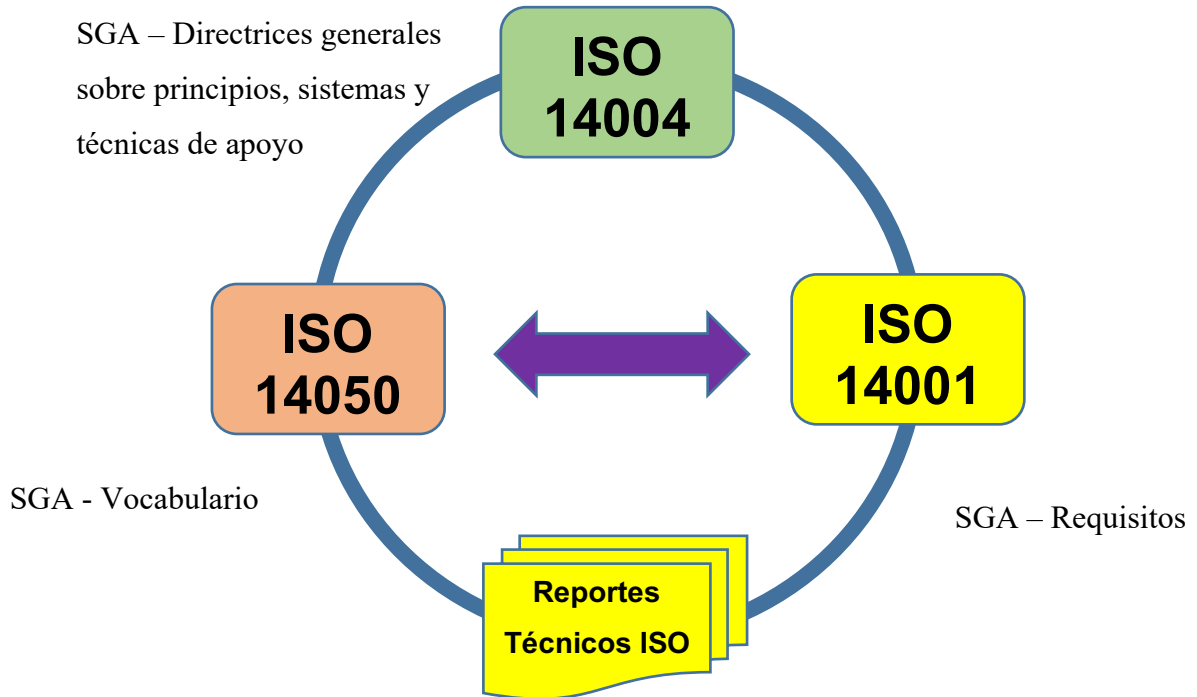 SGA – Directrices generales
sobre principios, sistemas y
técnicas de apoyo
ISO
14004
ISO
14050
ISO
14001
SGA - Vocabulario
SGA – Requisitos
Reportes
Técnicos ISO